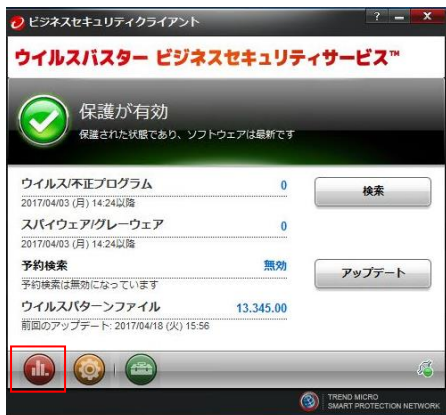 ビジネスセキュリティクライアント
ウイルスバスター ビジネスセキュリティサービス™
保護が有効
保護された状態であり、ソフトウェアは最新です
ウイルス/不正プログラム 0
2017/04/03 (月) 14:24以降
検索
スパイウェア/グレーウェア 0
2017/04/03 (月) 14:24以降
予約検索 無効
予約検索は無効になっています
アップデート
ウイルスパターンファイル 13.345.00
前回のアップデート: 2017/04/18 (火) 15:56
TREND MICRO
SMART PROTECTION NETWORK